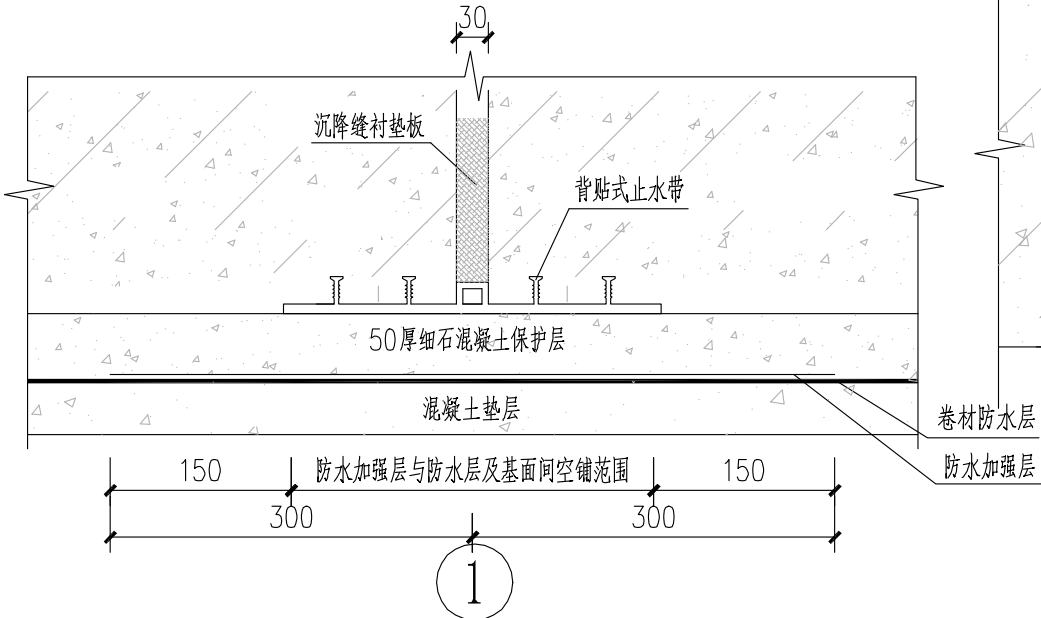 30
沉降缝衬垫板
背贴式止水带
50厚细石混凝土保护层
混凝土垫层
卷材防水层
防水加强层
150
防水加强层与防水层及基面间空铺范围
150
300
300
1